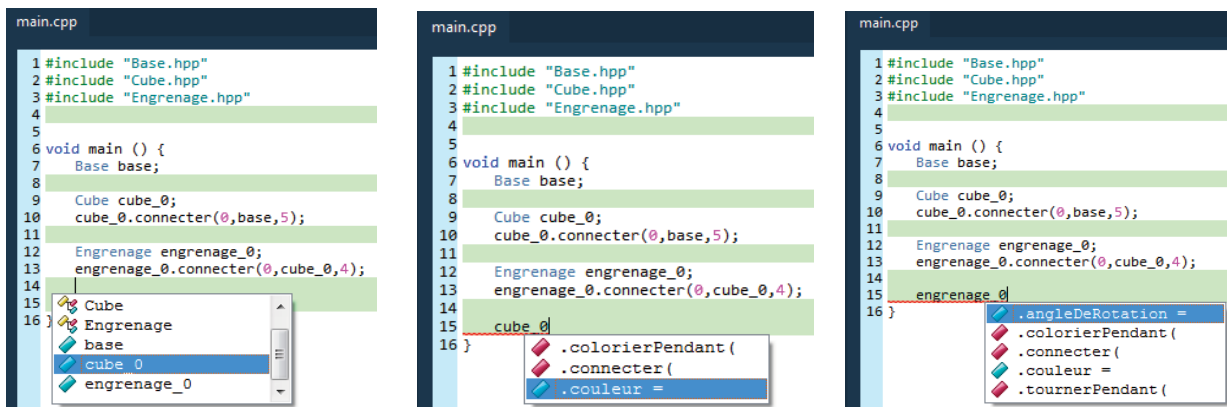 main.cpp
1 #include "Base.hpp"
2 #include "Cube.hpp"
3 #include "Engrenage.hpp"
4
5
6 void main () {
7 Base base;
8
9 Cube cube_0;
10 cube_0.connecter(0,base,5);
11
12 Engrenage engrenage_0;
13 engrenage_0.connecter(0,cube_0,4);
14
15
16 }
Cube
Engrenage
base
cube_0
engrenage_0
main.cpp
1 #include "Base.hpp"
2 #include "Cube.hpp"
3 #include "Engrenage.hpp"
4
5
6 void main () {
7 Base base;
8
9 Cube cube_0;
10 cube_0.connecter(0,base,5);
11
12 Engrenage engrenage_0;
13 engrenage_0.connecter(0,cube_0,4);
14
15 cube_0
16 }
.colorierPendant(
.connecter(
.couleur =
main.cpp
1 #include "Base.hpp"
2 #include "Cube.hpp"
3 #include "Engrenage.hpp"
4
5
6 void main () {
7 Base base;
8
9 Cube cube_0;
10 cube_0.connecter(0,base,5);
11
12 Engrenage engrenage_0;
13 engrenage_0.connecter(0,cube_0,4);
14
15 engrenage_0
16 }
.angleDeRotation =
.colorierPendant(
.connecter(
.couleur =
.tournerPendant(